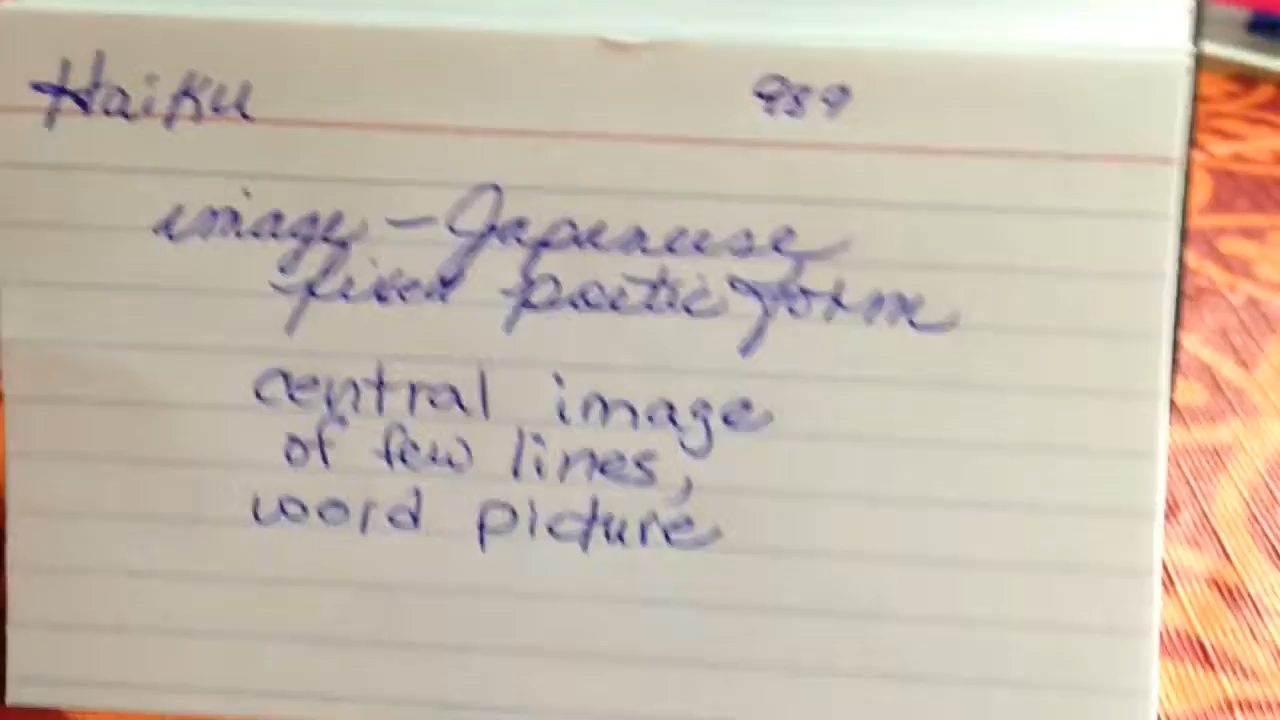 Haiku
image - Japanese
fixed poetic form
central image
of few lines,
word picture